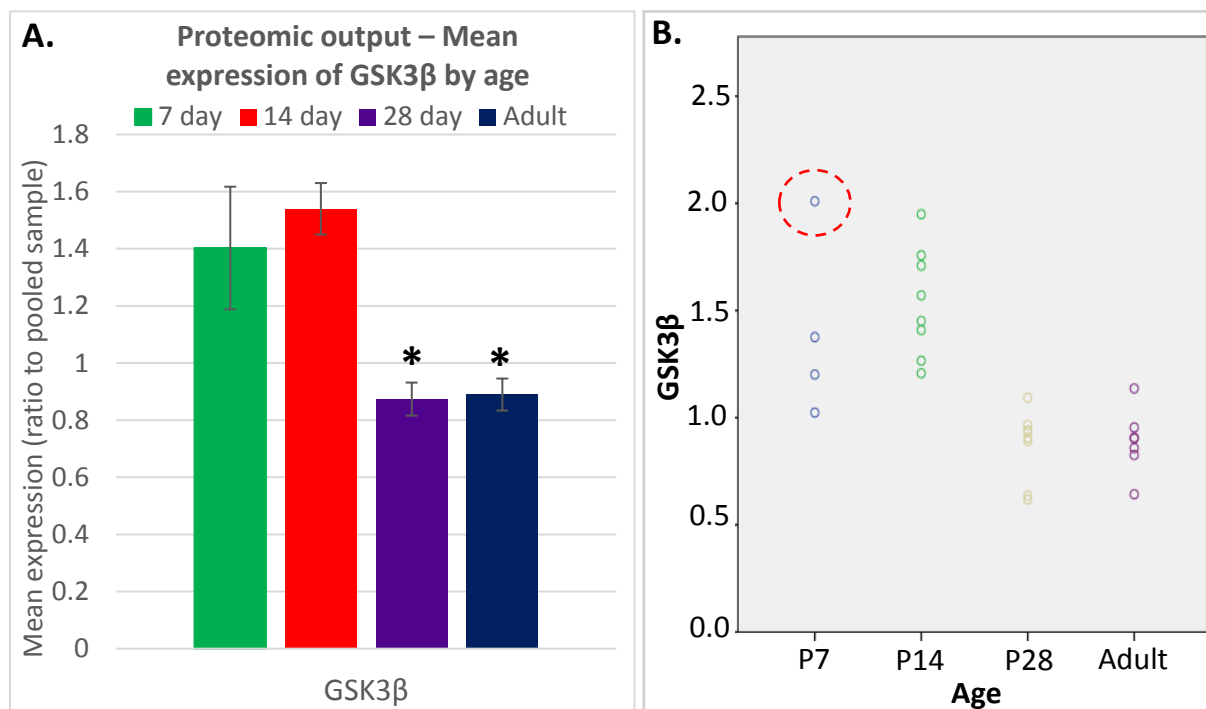 A.
Proteomic output – Mean
expression of GSK3β by age
7 day 14 day 28 day Adult
Mean expression (ratio to pooled sample)
1.8
1.6
1.4
1.2
1
0.8
0.6
0.4
0.2
0
* *
GSK3β
B.
GSK3β
2.5
2.0
1.5
1.0
0.5
0.0
P7 P14 P28 Adult
Age